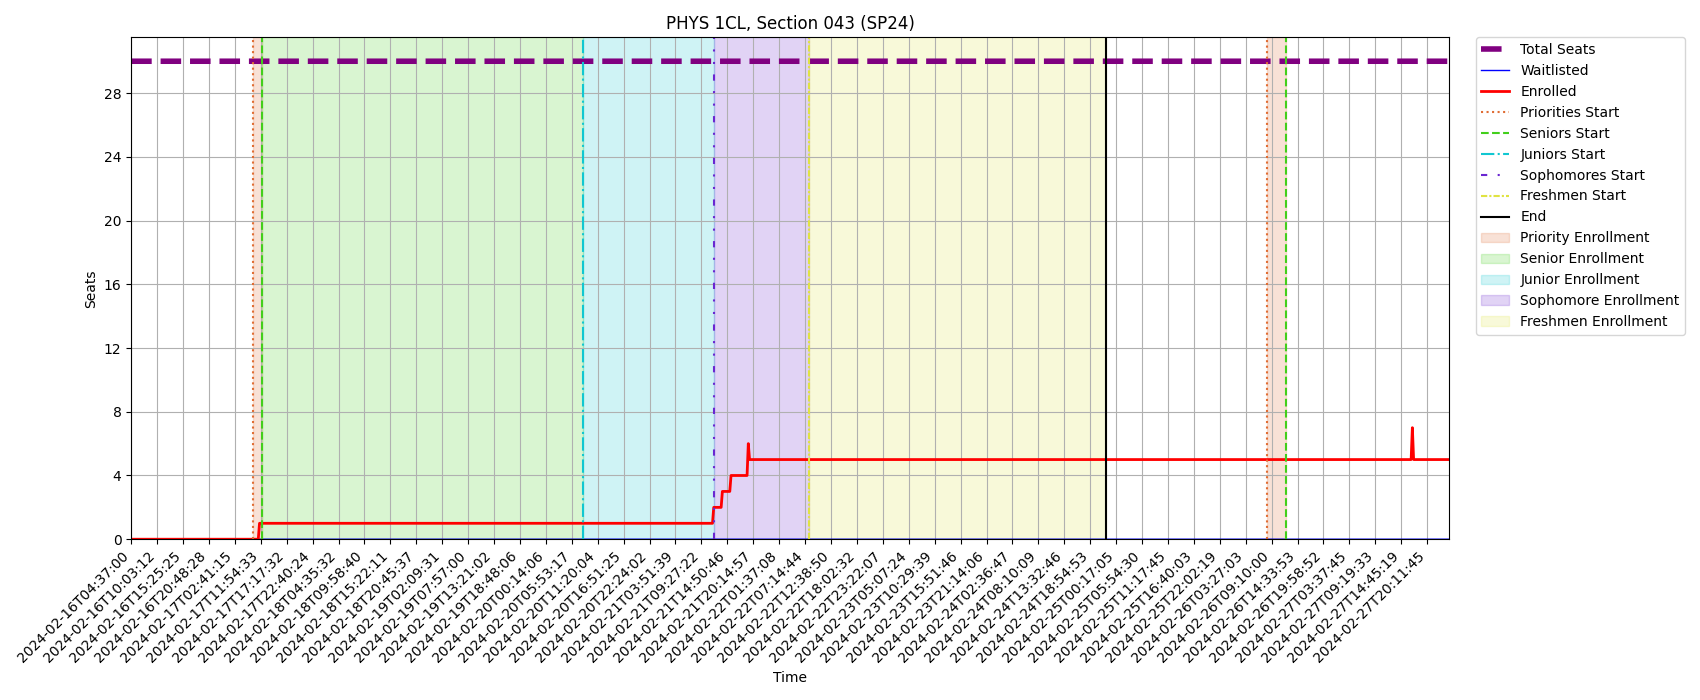 PHYS 1CL, Section 043 (SP24)
Total Seats
Waitlisted
Enrolled
Priorities Start
Seniors Start
Juniors Start
Sophomores Start
Freshmen Start
End
Priority Enrollment
Senior Enrollment
Junior Enrollment
Sophomore Enrollment
Freshmen Enrollment
Seats
28
24
20
16
12
8
4
0
2024-02-16T04:37:00
2024-02-16T10:03:12
2024-02-16T15:25:25
2024-02-16T20:48:28
2024-02-17T02:41:15
2024-02-17T11:54:33
2024-02-17T17:17:32
2024-02-17T22:40:24
2024-02-18T04:35:32
2024-02-18T09:58:40
2024-02-18T15:22:11
2024-02-18T20:45:37
2024-02-19T02:09:31
2024-02-19T07:57:00
2024-02-19T13:21:02
2024-02-19T18:48:06
2024-02-20T00:14:06
2024-02-20T05:53:17
2024-02-20T11:20:04
2024-02-20T16:51:25
2024-02-20T22:24:02
2024-02-21T03:51:39
2024-02-21T09:27:22
2024-02-21T14:50:46
2024-02-21T20:14:57
2024-02-22T01:37:08
2024-02-22T07:14:44
2024-02-22T12:38:50
2024-02-22T18:02:32
2024-02-22T23:22:07
2024-02-23T05:07:24
2024-02-23T10:29:39
2024-02-23T15:51:46
2024-02-23T21:14:06
2024-02-24T02:36:47
2024-02-24T08:10:09
2024-02-24T13:32:46
2024-02-24T18:54:53
2024-02-25T00:17:05
2024-02-25T05:54:30
2024-02-25T11:17:45
2024-02-25T16:40:03
2024-02-25T22:02:19
2024-02-26T03:27:03
2024-02-26T09:10:00
2024-02-26T14:33:53
2024-02-26T19:58:52
2024-02-27T03:37:45
2024-02-27T09:19:33
2024-02-27T14:45:19
2024-02-27T20:11:45
Time